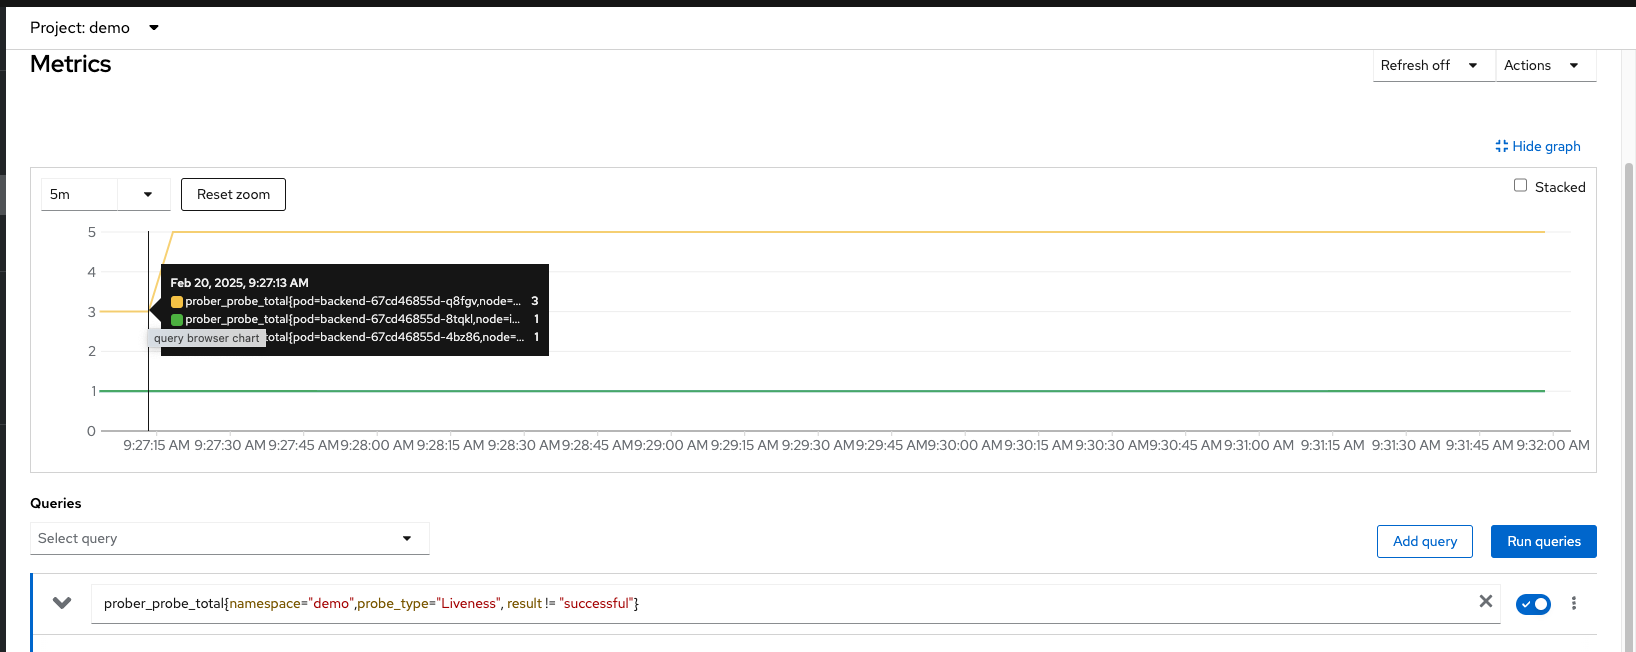 Project: demo
Metrics
Refresh off
Actions
Hide graph
5m
Reset zoom
Stacked
5
4
3
2
1
0
Feb 20, 2025, 9:27:13 AM
prober_probe_total{pod=backend-67cd46855d-q8fgv,node=... 3
prober_probe_total{pod=backend-67cd46855d-8tqkl,node=i... 1
otal{pod=backend-67cd46855d-4bz86,node=... 1
query browser chart
9:27:15 AM 9:27:30 AM 9:27:45 AM 9:28:00 AM 9:28:15 AM 9:28:30 AM 9:28:45 AM 9:29:00 AM 9:29:15 AM 9:29:30 AM 9:29:45 AM 9:30:00 AM 9:30:15 AM 9:30:30 AM 9:30:45 AM 9:31:00 AM 9:31:15 AM 9:31:30 AM 9:31:45 AM 9:32:00 AM
Queries
Select query
Add query
Run queries
prober_probe_total{namespace="demo",probe_type="Liveness", result != "successful"}